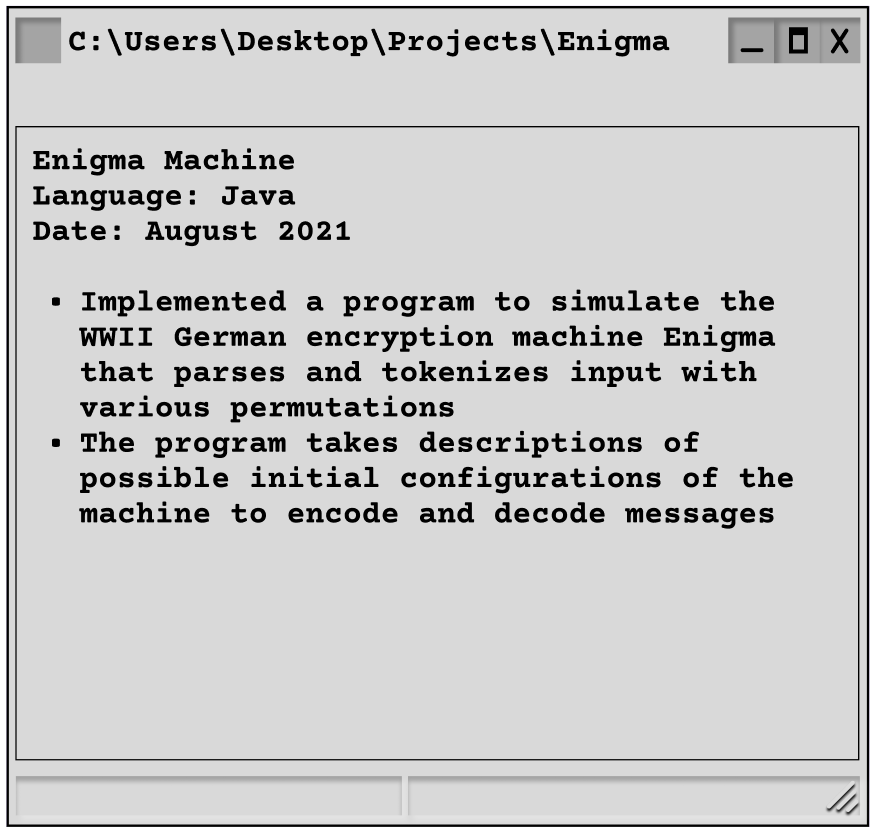 C:\Users\Desktop\Projects\Enigma
Enigma Machine
Language: Java
Date: August 2021
• Implemented a program to simulate the
WWII German encryption machine Enigma
that parses and tokenizes input with
various permutations
• The program takes descriptions of
possible initial configurations of the
machine to encode and decode messages